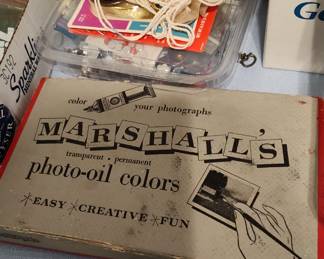 color your photographs
MARSHALL'S
transparent · permanent
photo-oil colors
*EASY *CREATIVE *FUN